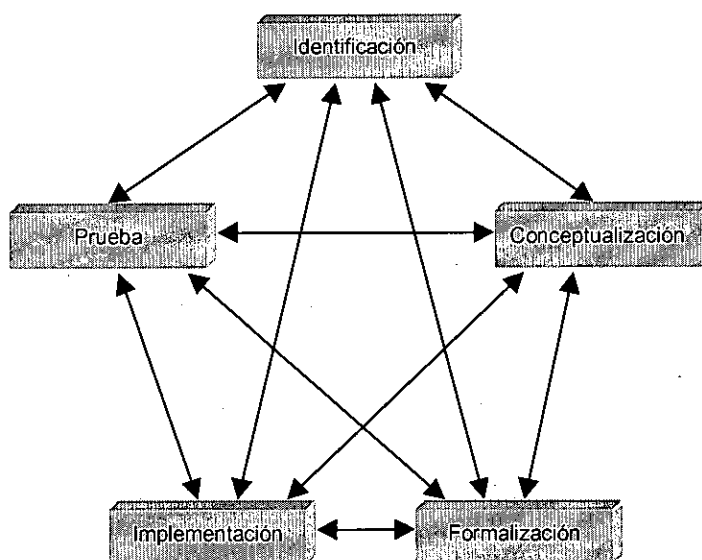 Identificación
Prueba
Conceptualización
Implementación
Formalización